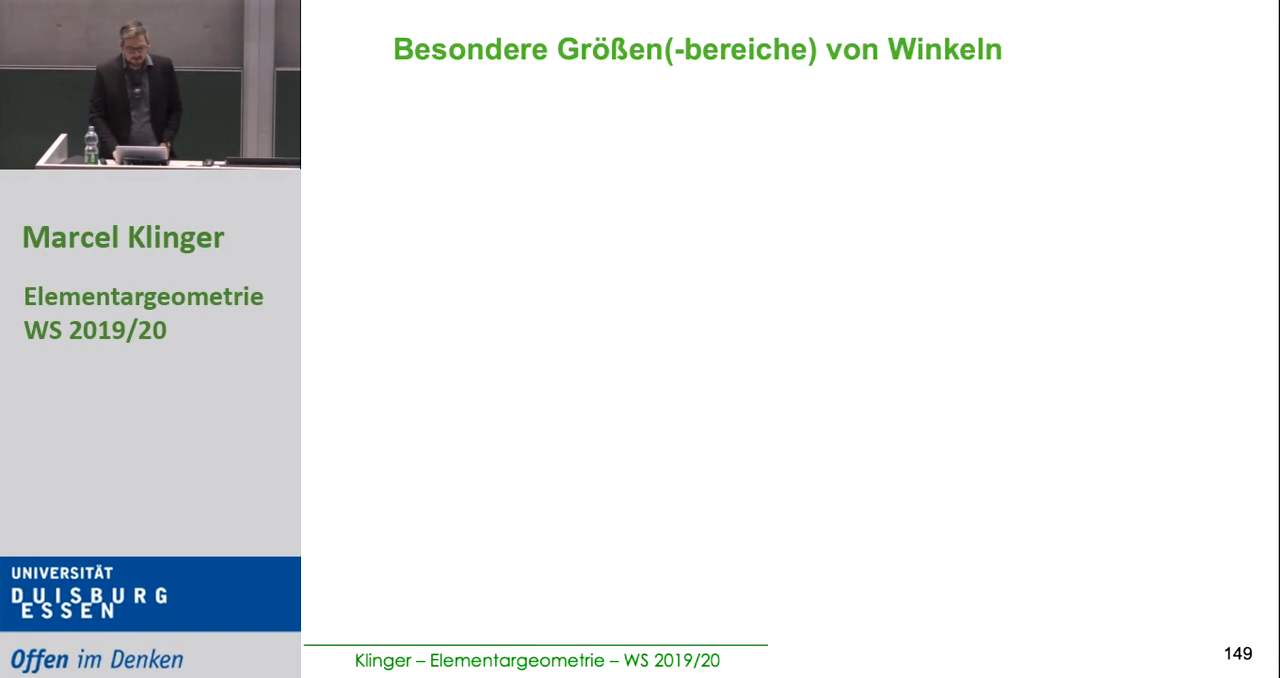 Besondere Größen(-bereiche) von Winkeln
Marcel Klinger
Elementargeometrie
WS 2019/20
UNIVERSITÄT
DUISBURG
ESSEN
Offen im Denken
Klinger – Elementargeometrie – WS 2019/20
149